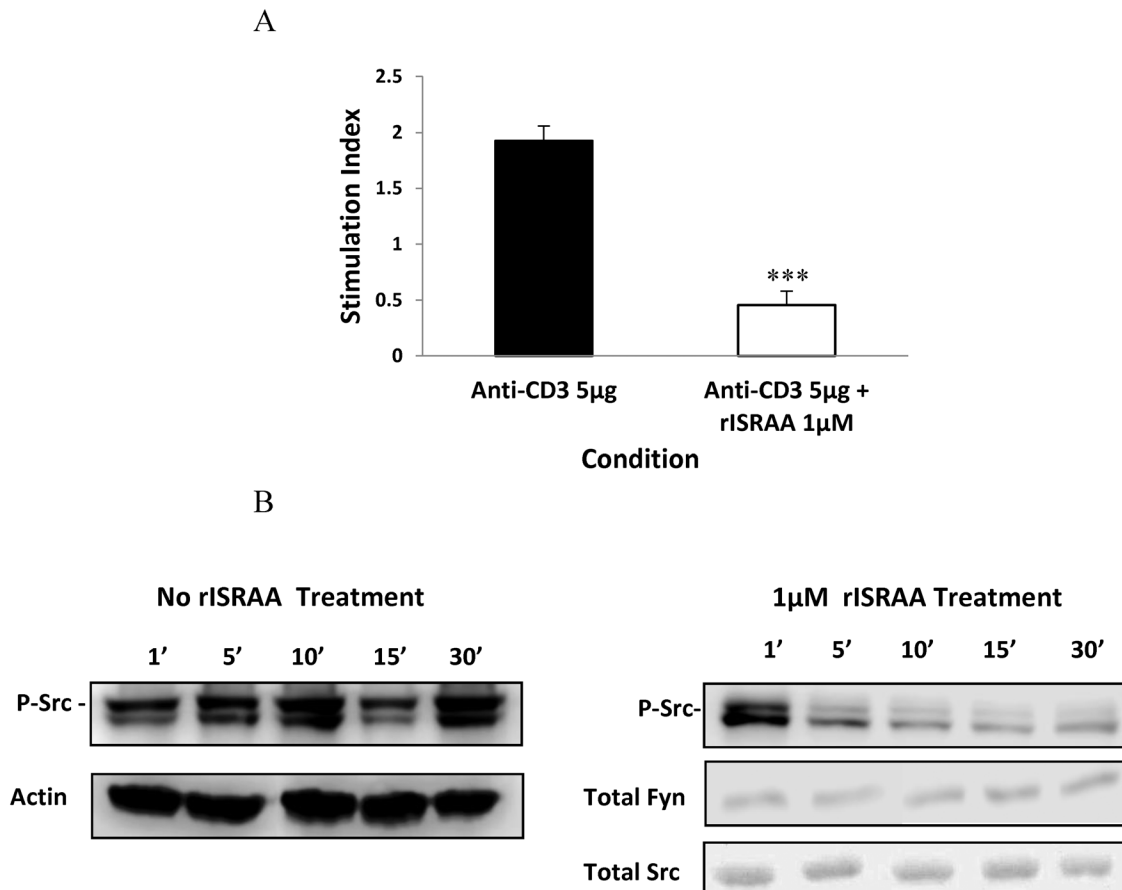 A
2.5
2
1.5
1
0.5
0
Stimulation Index
***
Anti-CD3 5µg
Anti-CD3 5µg +
rISRAA 1µM
Condition
B
No rISRAA Treatment
1’ 5’ 10’ 15’ 30’
P-Src -
Actin
1µM rISRAA Treatment
1’ 5’ 10’ 15’ 30’
P-Src-
Total Fyn
Total Src